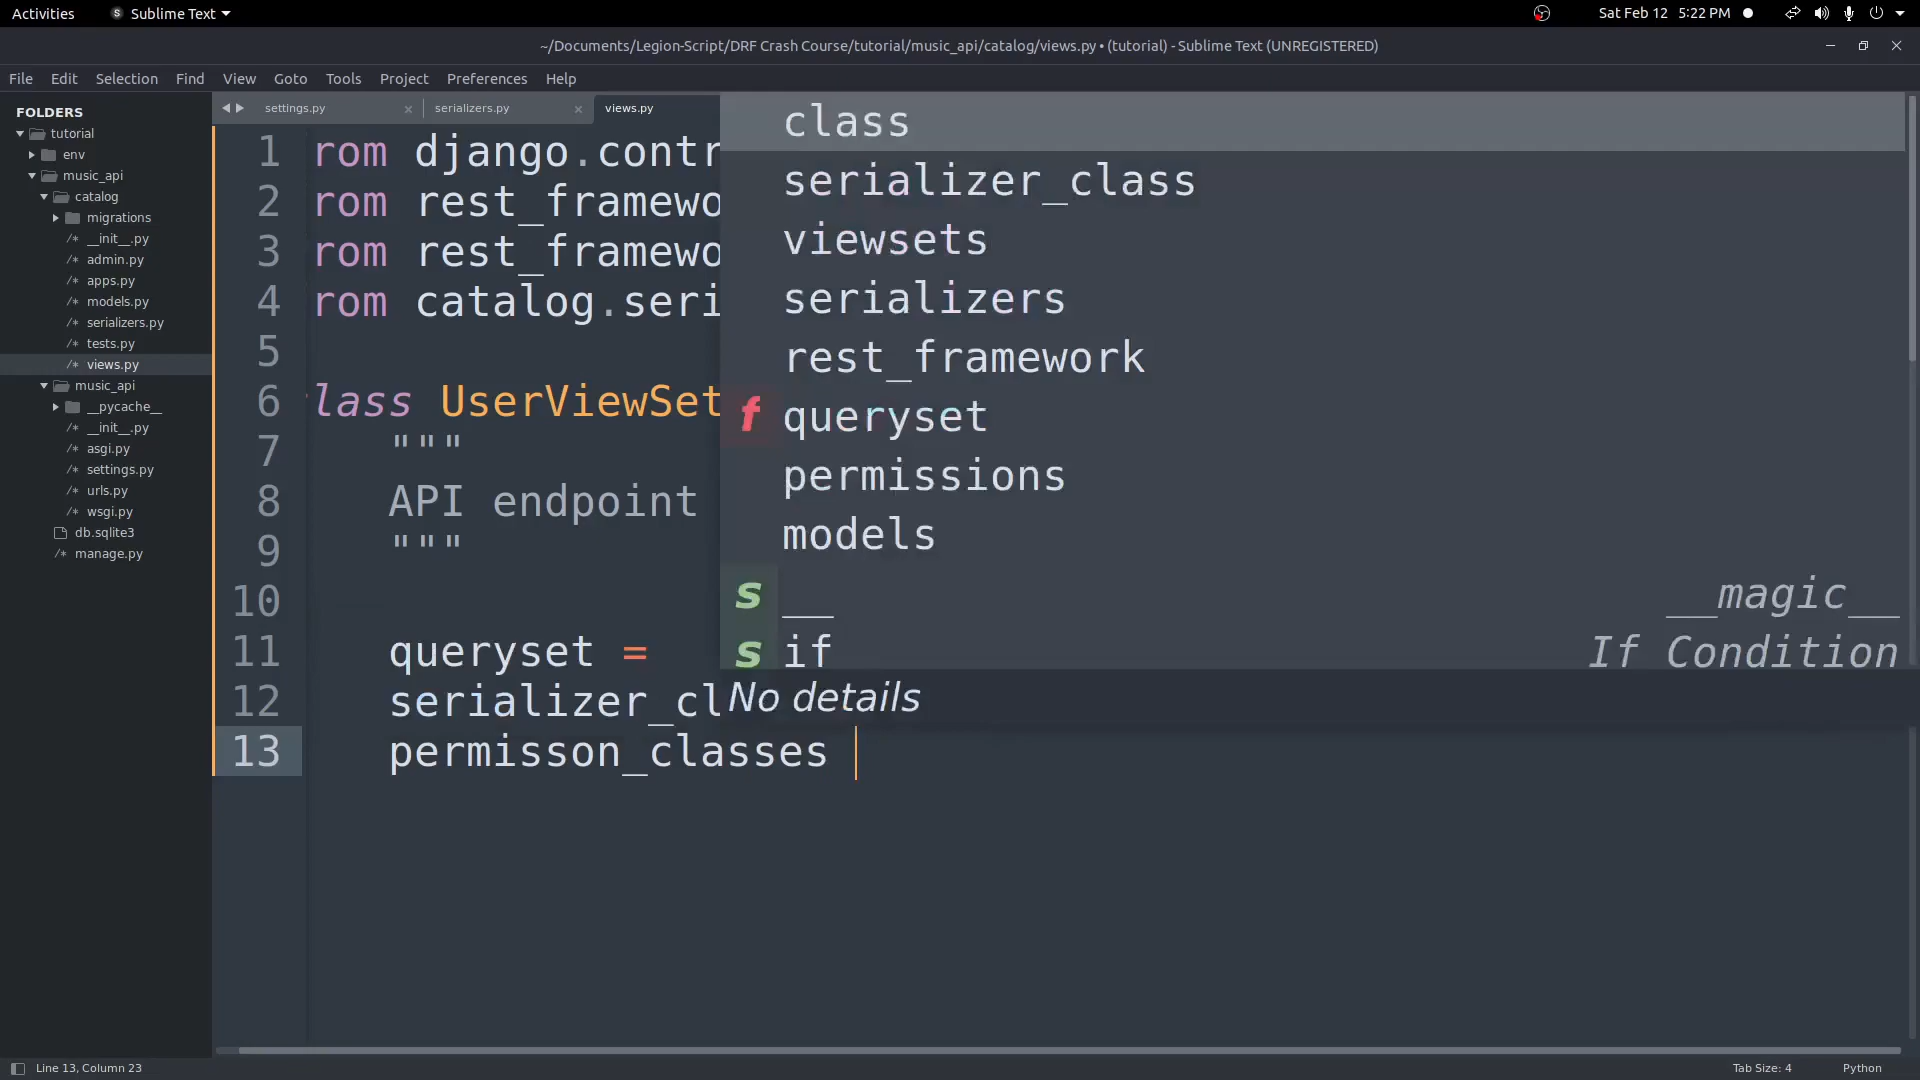 Activities
Sublime Text
Sat Feb 12 5:22 PM
~/Documents/Legion-Script/DRF Crash Course/tutorial/music_api/catalog/views.py • (tutorial) - Sublime Text (UNREGISTERED)
File Edit Selection Find View Goto Tools Project Preferences Help
FOLDERS
tutorial
env
music_api
catalog
migrations
__init__.py
admin.py
apps.py
models.py
serializers.py
tests.py
views.py
music_api
__pycache__
__init__.py
asgi.py
settings.py
urls.py
wsgi.py
db.sqlite3
manage.py
settings.py
serializers.py
views.py
1 rom django.contr
2 rom rest_framewo
3 rom rest_framewo
4 rom catalog.seri
5
6 lass UserViewSet
7 """
8 API endpoint
9 """
10
11 queryset =
12 serializer_cl
13 permisson_classes
class
serializer_class
viewsets
serializers
rest_framework
f queryset
permissions
models
s __ __magic__
s if If Condition
No details
Line 13, Column 23
Tab Size: 4
Python